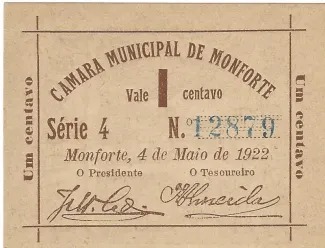 CAMARA MUNICIPAL DE MONFORTE
Vale 1 centavo
Série 4 N.º 12879
Monforte, 4 de Maio de 1922
O Presidente O Tesoureiro
Um centavo
Um centavo